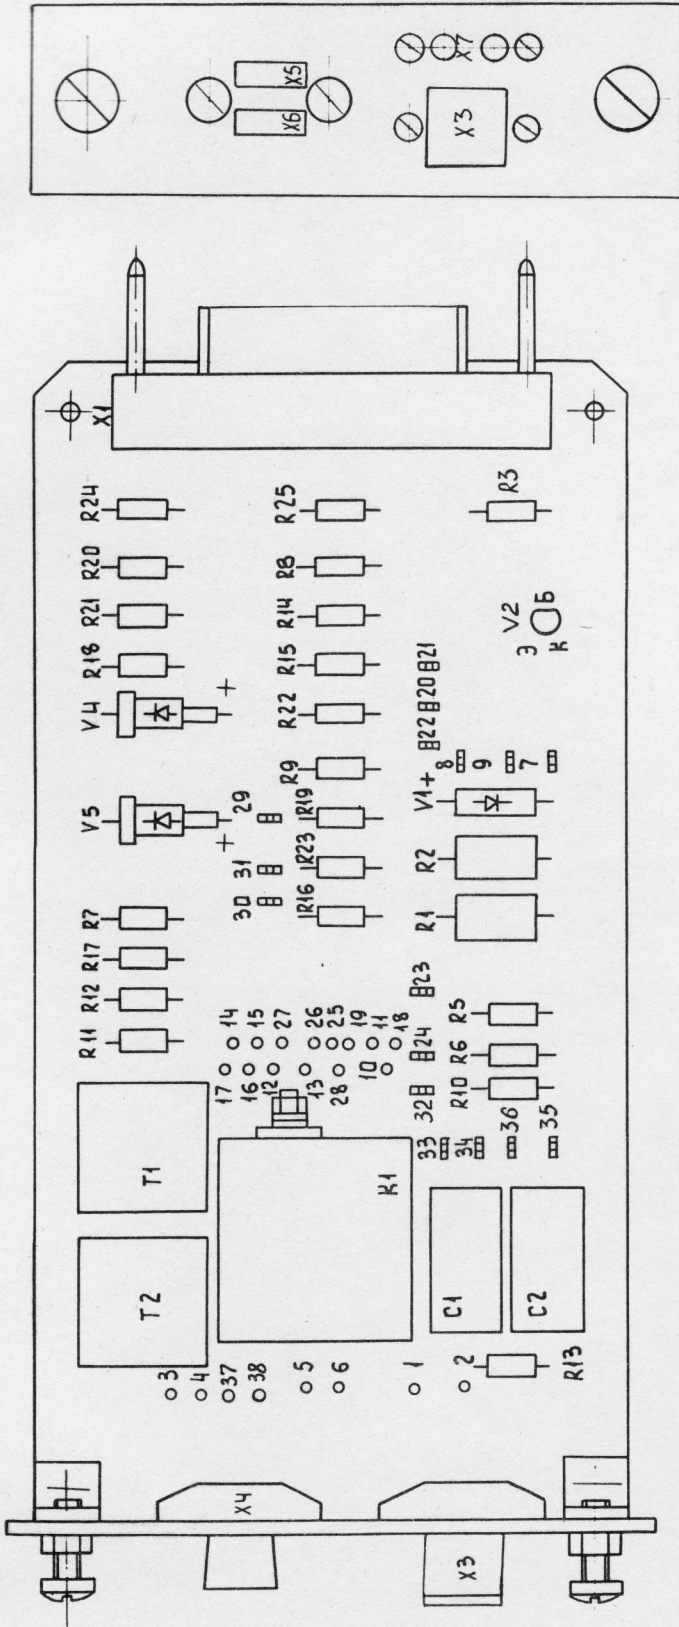 X5
X6
X7
X3
X1
R24
R25
R3
R20
R8
R21
R14
V2
Э
Б
К
R18
R15
21
V4
+
R22
20
22
R9
8
9
7
V5
+
29
R19
V1+
31
R23
R2
30
R16
R1
R7
R17
R12
R11
23
14
15
27
26
25
19
11
18
24
R5
17
16
12
13
28
10
R6
32
R10
33
34
36
35
T1
K1
T2
C1
C2
3
4
37
38
5
6
1
2
R13
X4
X3